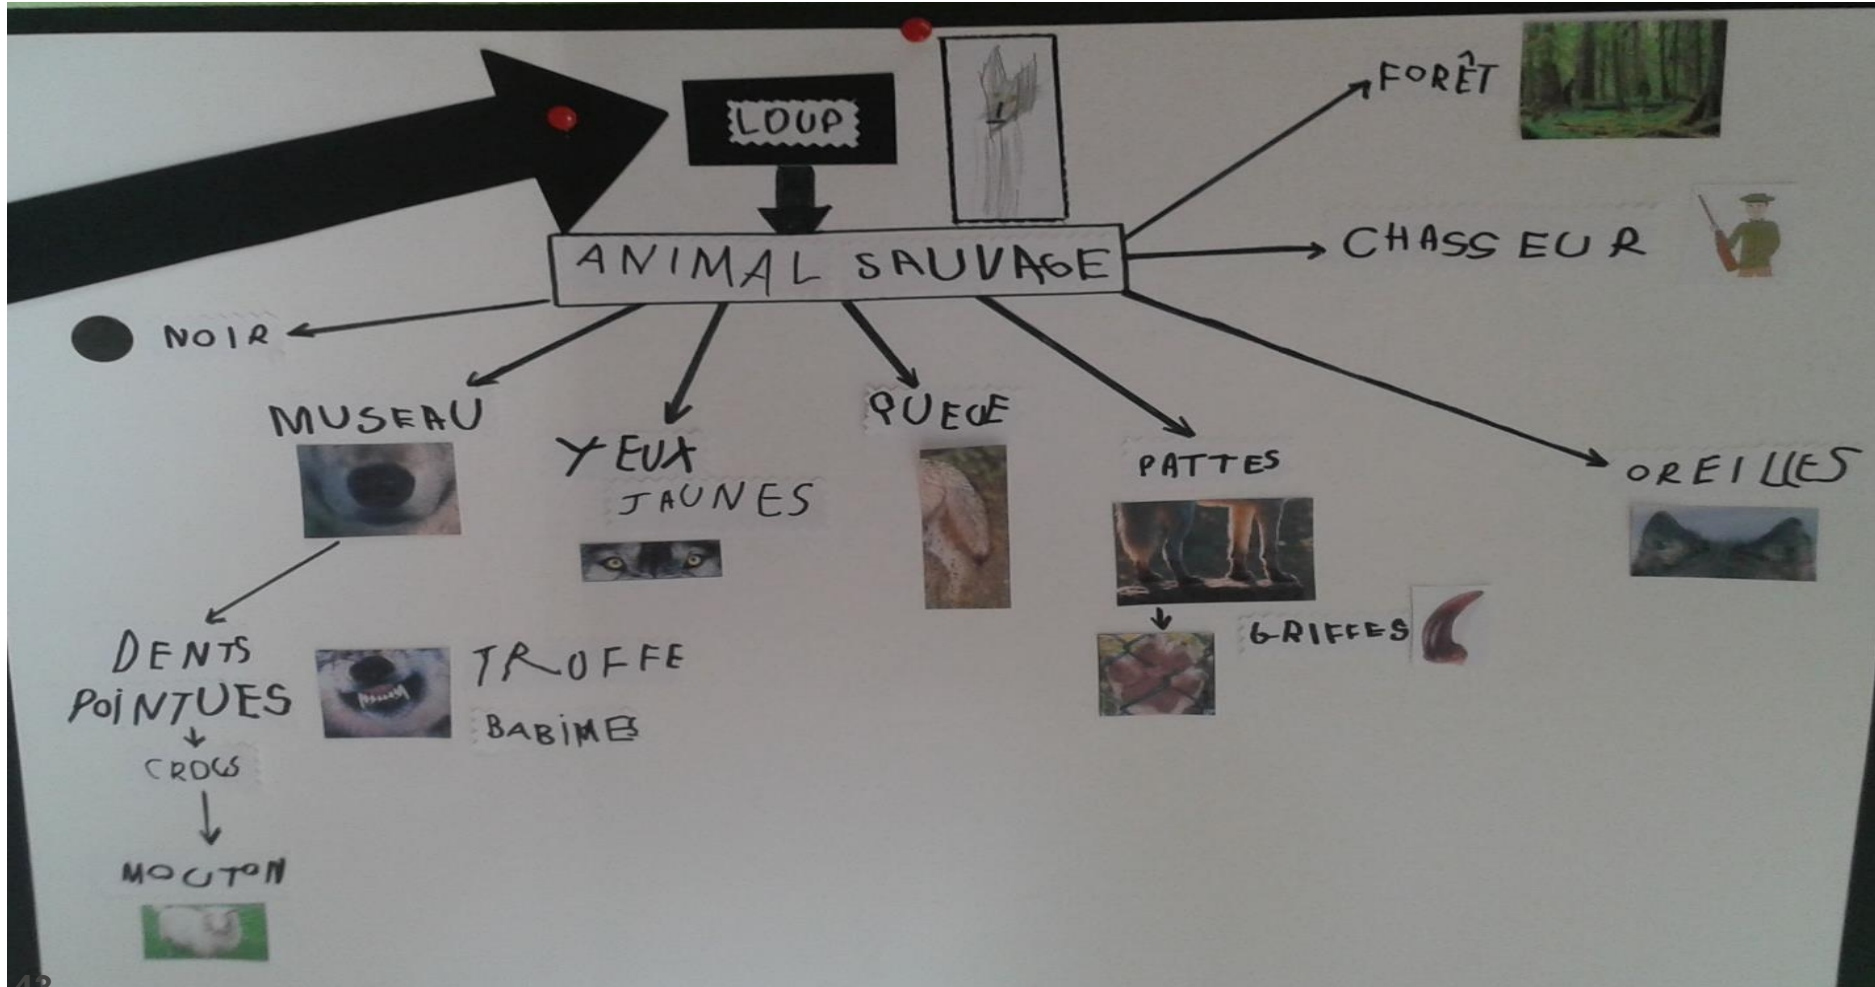 LOUP
FORÊT
ANIMAL SAUVAGE
CHASSEUR
NOIR
MUSEAU
YEUX
JAUNES
QUEUE
PATTES
OREILLES
DENTS
POINTUES
TRUFFE
BABINES
GRIFFES
CROCS
MOUTON
43